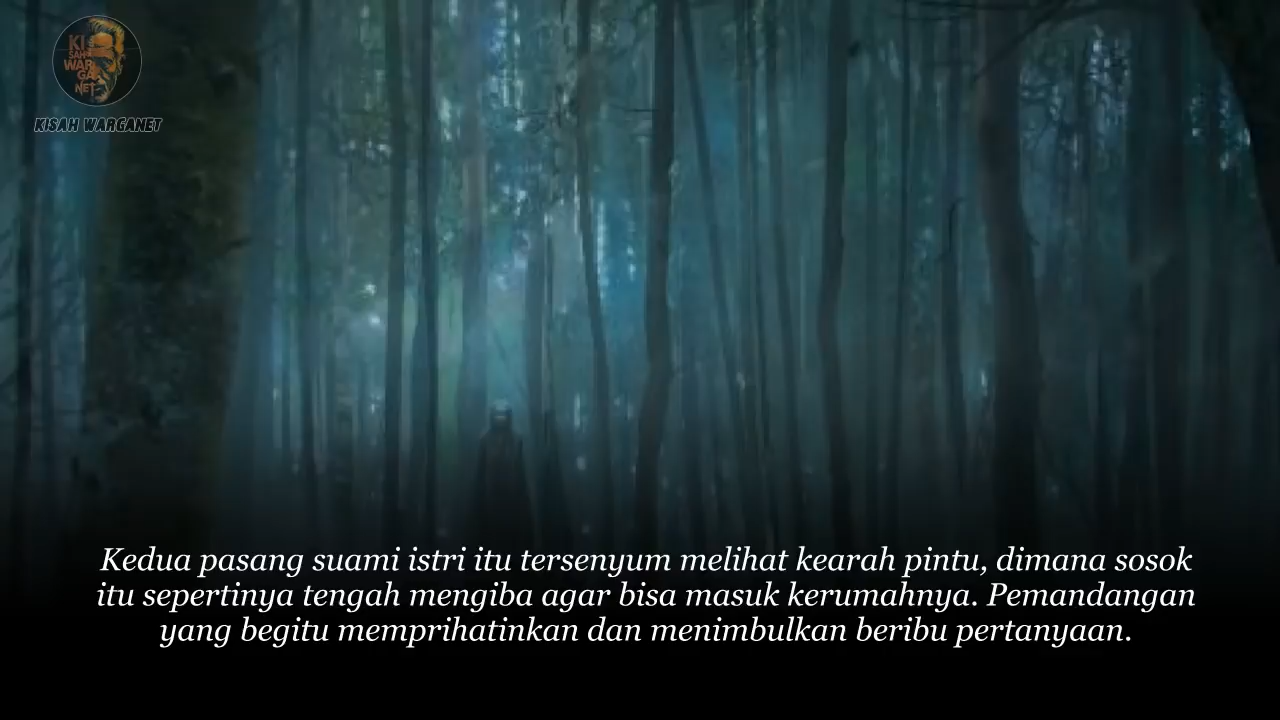 KI
SAH
WAR
GA
NET
KISAH WARGANET
Kedua pasang suami istri itu tersenyum melihat kearah pintu, dimana sosok
itu sepertinya tengah mengiba agar bisa masuk kerumahnya. Pemandangan
yang begitu memprihatinkan dan menimbulkan beribu pertanyaan.